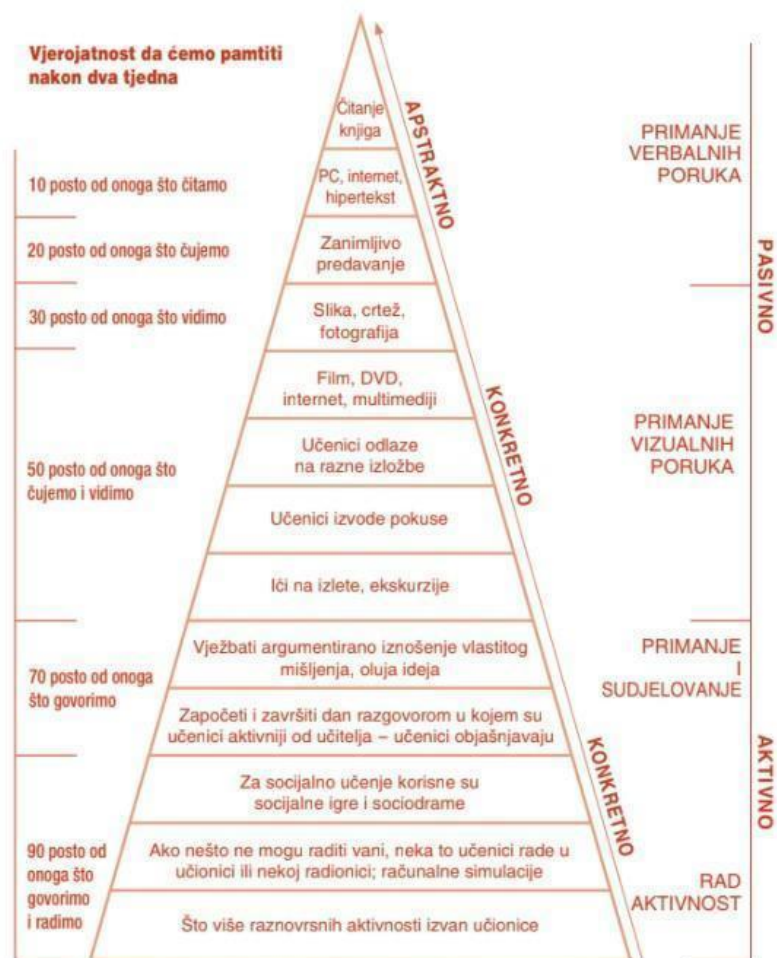 Vjerojatnost da ćemo pamtiti
nakon dva tjedna
10 posto od onoga što čitamo
20 posto od onoga što čujemo
30 posto od onoga što vidimo
50 posto od onoga što
čujemo i vidimo
70 posto od onoga
što govorimo
90 posto od
onoga što
govorimo
i radimo
Čitanje
knjiga
PC, internet,
hipertekst
Zanimljivo
predavanje
Slika, crtež,
fotografija
Film, DVD,
internet, multimediji
Učenici odlaze
na razne izložbe
Učenici izvode pokuse
Ići na izlete, ekskurzije
Vježbati argumentirano iznošenje vlastitog
mišljenja, oluja ideja
Započeti i završiti dan razgovorom u kojem su
učenici aktivniji od učitelja – učenici objašnjavaju
Za socijalno učenje korisne su
socijalne igre i sociodrame
Ako nešto ne mogu raditi vani, neka to učenici rade u
učionici ili nekoj radionici; računalne simulacije
Što više raznovrsnih aktivnosti izvan učionice
APSTRAKTNO
KONKRETNO
KONKRETNO
PRIMANJE
VERBALNIH
PORUKA
PRIMANJE
VIZUALNIH
PORUKA
PRIMANJE
I
SUDJELOVANJE
RAD
AKTIVNOST
PASIVNO
AKTIVNO